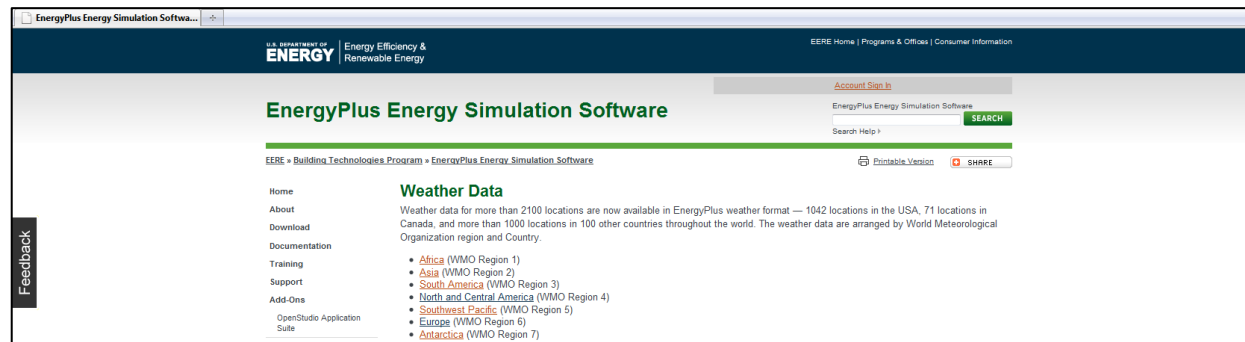 EnergyPlus Energy Simulation Softwa...
U.S. DEPARTMENT OF
ENERGY
Energy Efficiency &
Renewable Energy
EERE Home | Programs & Offices | Consumer Information
Account Sign In
EnergyPlus Energy Simulation Software
EnergyPlus Energy Simulation Software
SEARCH
Search Help
EERE » Building Technologies Program » EnergyPlus Energy Simulation Software
Printable Version
SHARE
Home
About
Download
Documentation
Training
Support
Add-Ons
OpenStudio Application
Suite
Weather Data
Weather data for more than 2100 locations are now available in EnergyPlus weather format — 1042 locations in the USA, 71 locations in
Canada, and more than 1000 locations in 100 other countries throughout the world. The weather data are arranged by World Meteorological
Organization region and Country.
• Africa (WMO Region 1)
• Asia (WMO Region 2)
• South America (WMO Region 3)
• North and Central America (WMO Region 4)
• Southwest Pacific (WMO Region 5)
• Europe (WMO Region 6)
• Antarctica (WMO Region 7)
Feedback